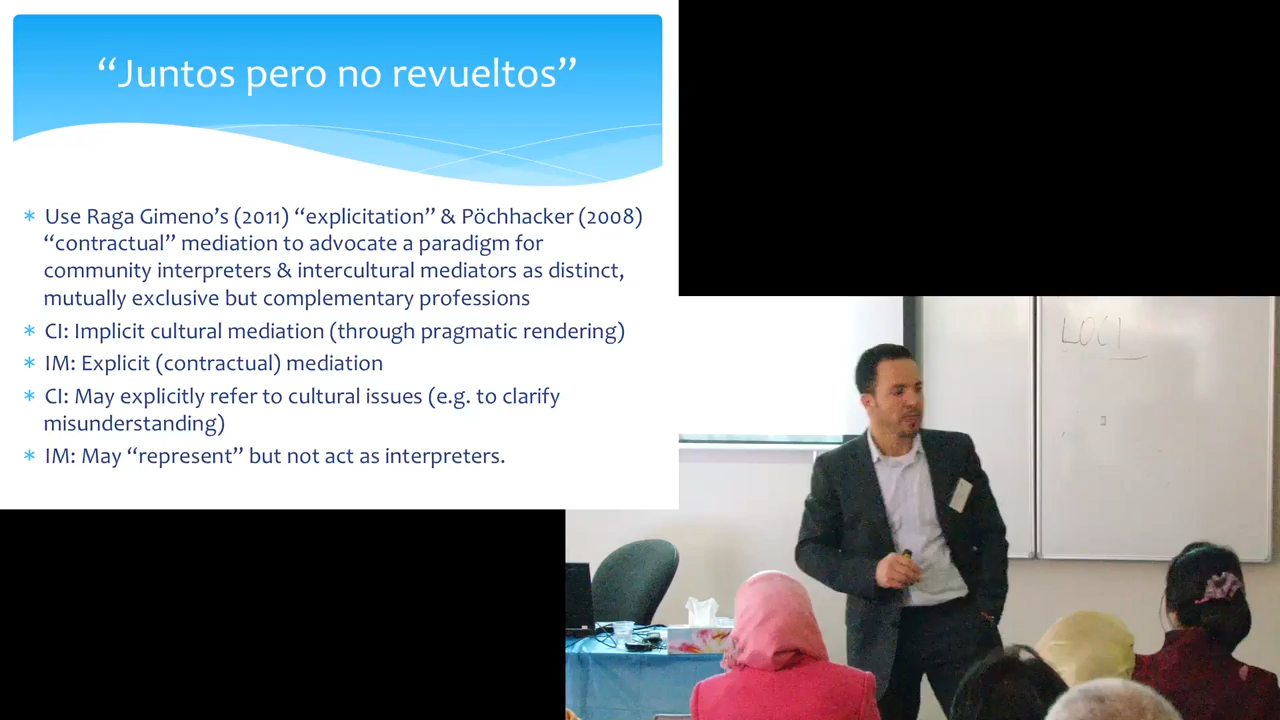 “Juntos pero no revueltos”
* Use Raga Gimeno’s (2011) “explicitation” & Pöchhacker (2008)
“contractual” mediation to advocate a paradigm for
community interpreters & intercultural mediators as distinct,
mutually exclusive but complementary professions
* CI: Implicit cultural mediation (through pragmatic rendering)
* IM: Explicit (contractual) mediation
* CI: May explicitly refer to cultural issues (e.g. to clarify
misunderstanding)
* IM: May “represent” but not act as interpreters.
LOCI